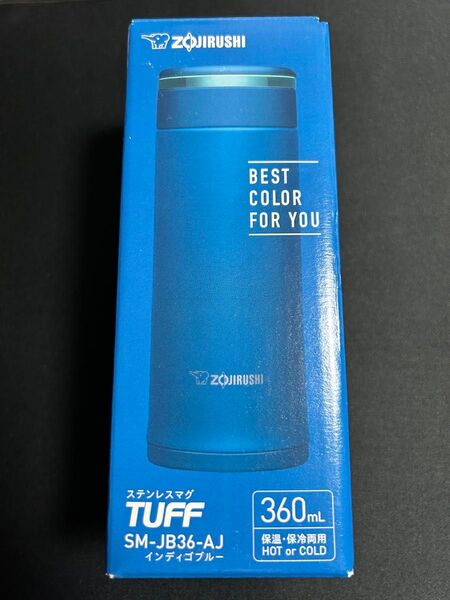 ZOJIRUSHI
BEST
COLOR
FOR YOU
ZOJIRUSHI
ステンレスマグ
TUFF
SM-JB36-AJ
インディゴブルー
360mL
保温・保冷両用
HOT or COLD